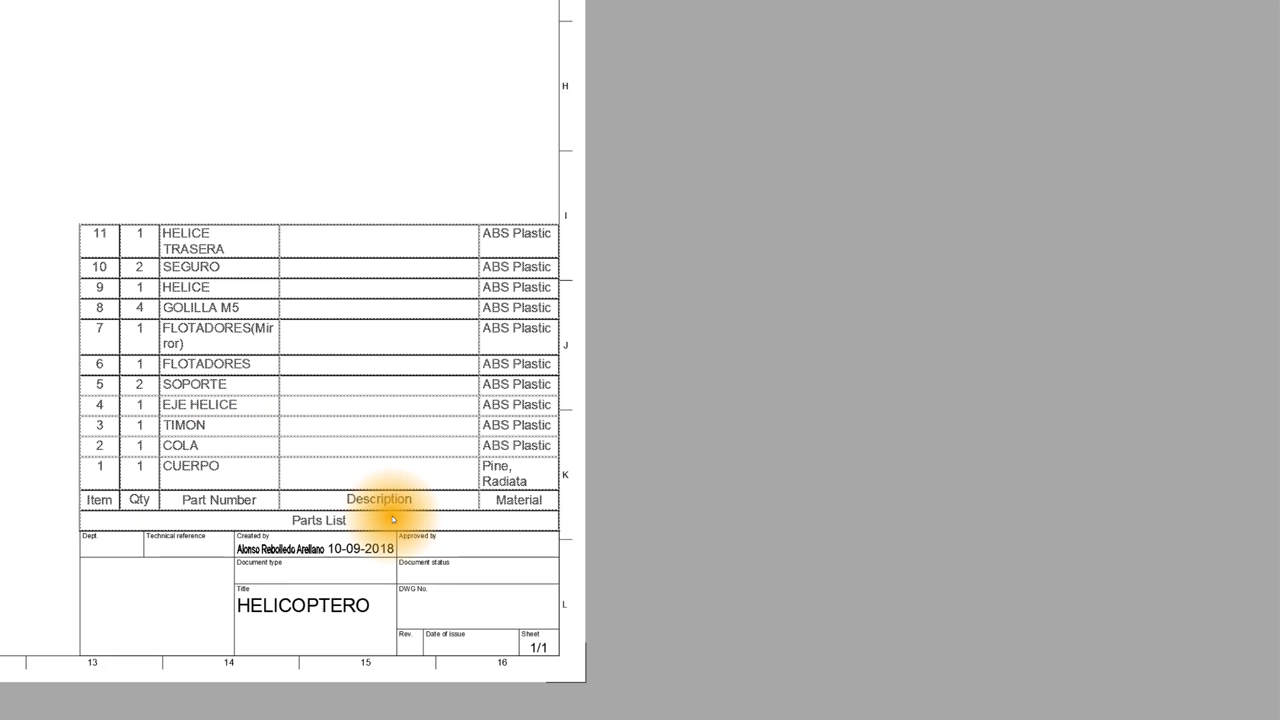 H
I
11 1 HELICE ABS Plastic
TRASERA
10 2 SEGURO ABS Plastic
9 1 HELICE ABS Plastic
8 4 GOLILLA M5 ABS Plastic
7 1 FLOTADORES(Mir ABS Plastic
ror)
J
6 1 FLOTADORES ABS Plastic
5 2 SOPORTE ABS Plastic
4 1 EJE HELICE ABS Plastic
3 1 TIMON ABS Plastic
2 1 COLA ABS Plastic
1 1 CUERPO Pine,
Radiata
K
Item Qty Part Number Description Material
Parts List
Dept. Technical reference Created by Approved by
Alonso Rebolledo Arellano 10-09-2018
Document type Document status
Title DWG No.
HELICOPTERO
L
Rev. Date of issue Sheet
1/1
13 14 15 16